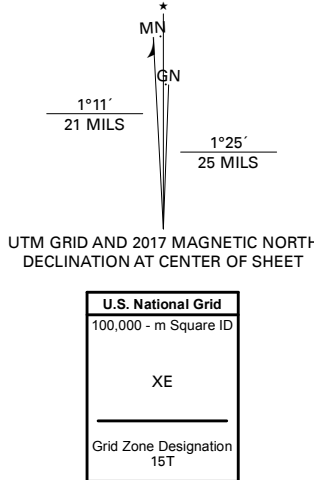 MN
GN
1°11´
21 MILS
1°25´
25 MILS
UTM GRID AND 2017 MAGNETIC NORTH
DECLINATION AT CENTER OF SHEET
U.S. National Grid
100,000 - m Square ID
XE
Grid Zone Designation
15T